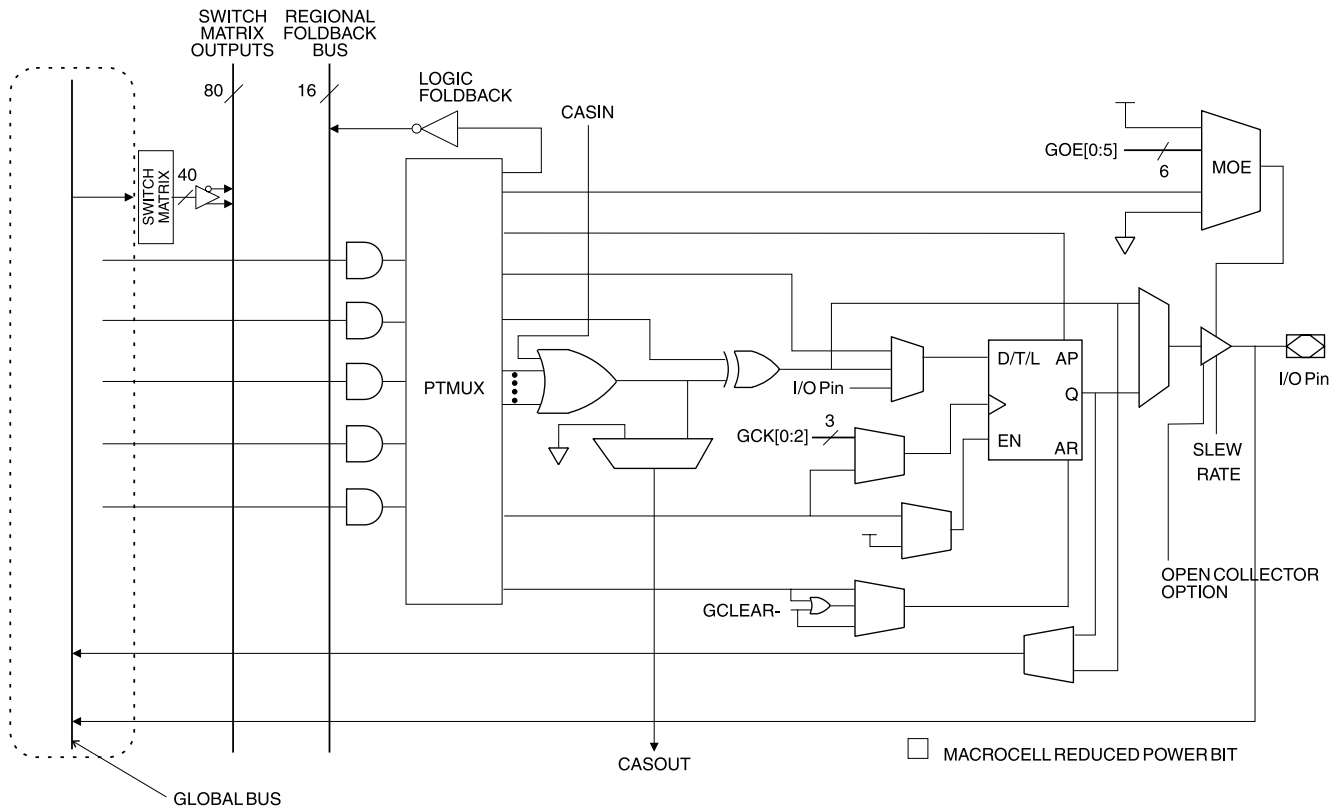 SWITCH
MATRIX
OUTPUTS
REGIONAL
FOLDBACK
BUS
80
16
LOGIC
FOLDBACK
CASIN
GOE[0:5]
6
MOE
SWITCH
MATRIX
40
PTMUX
I/O Pin
D/T/L
AP
Q
EN
AR
GCK[0:2]
3
I/O Pin
SLEW
RATE
OPEN COLLECTOR
OPTION
GCLEAR-
CASOUT
MACROCELL REDUCED POWER BIT
GLOBAL BUS